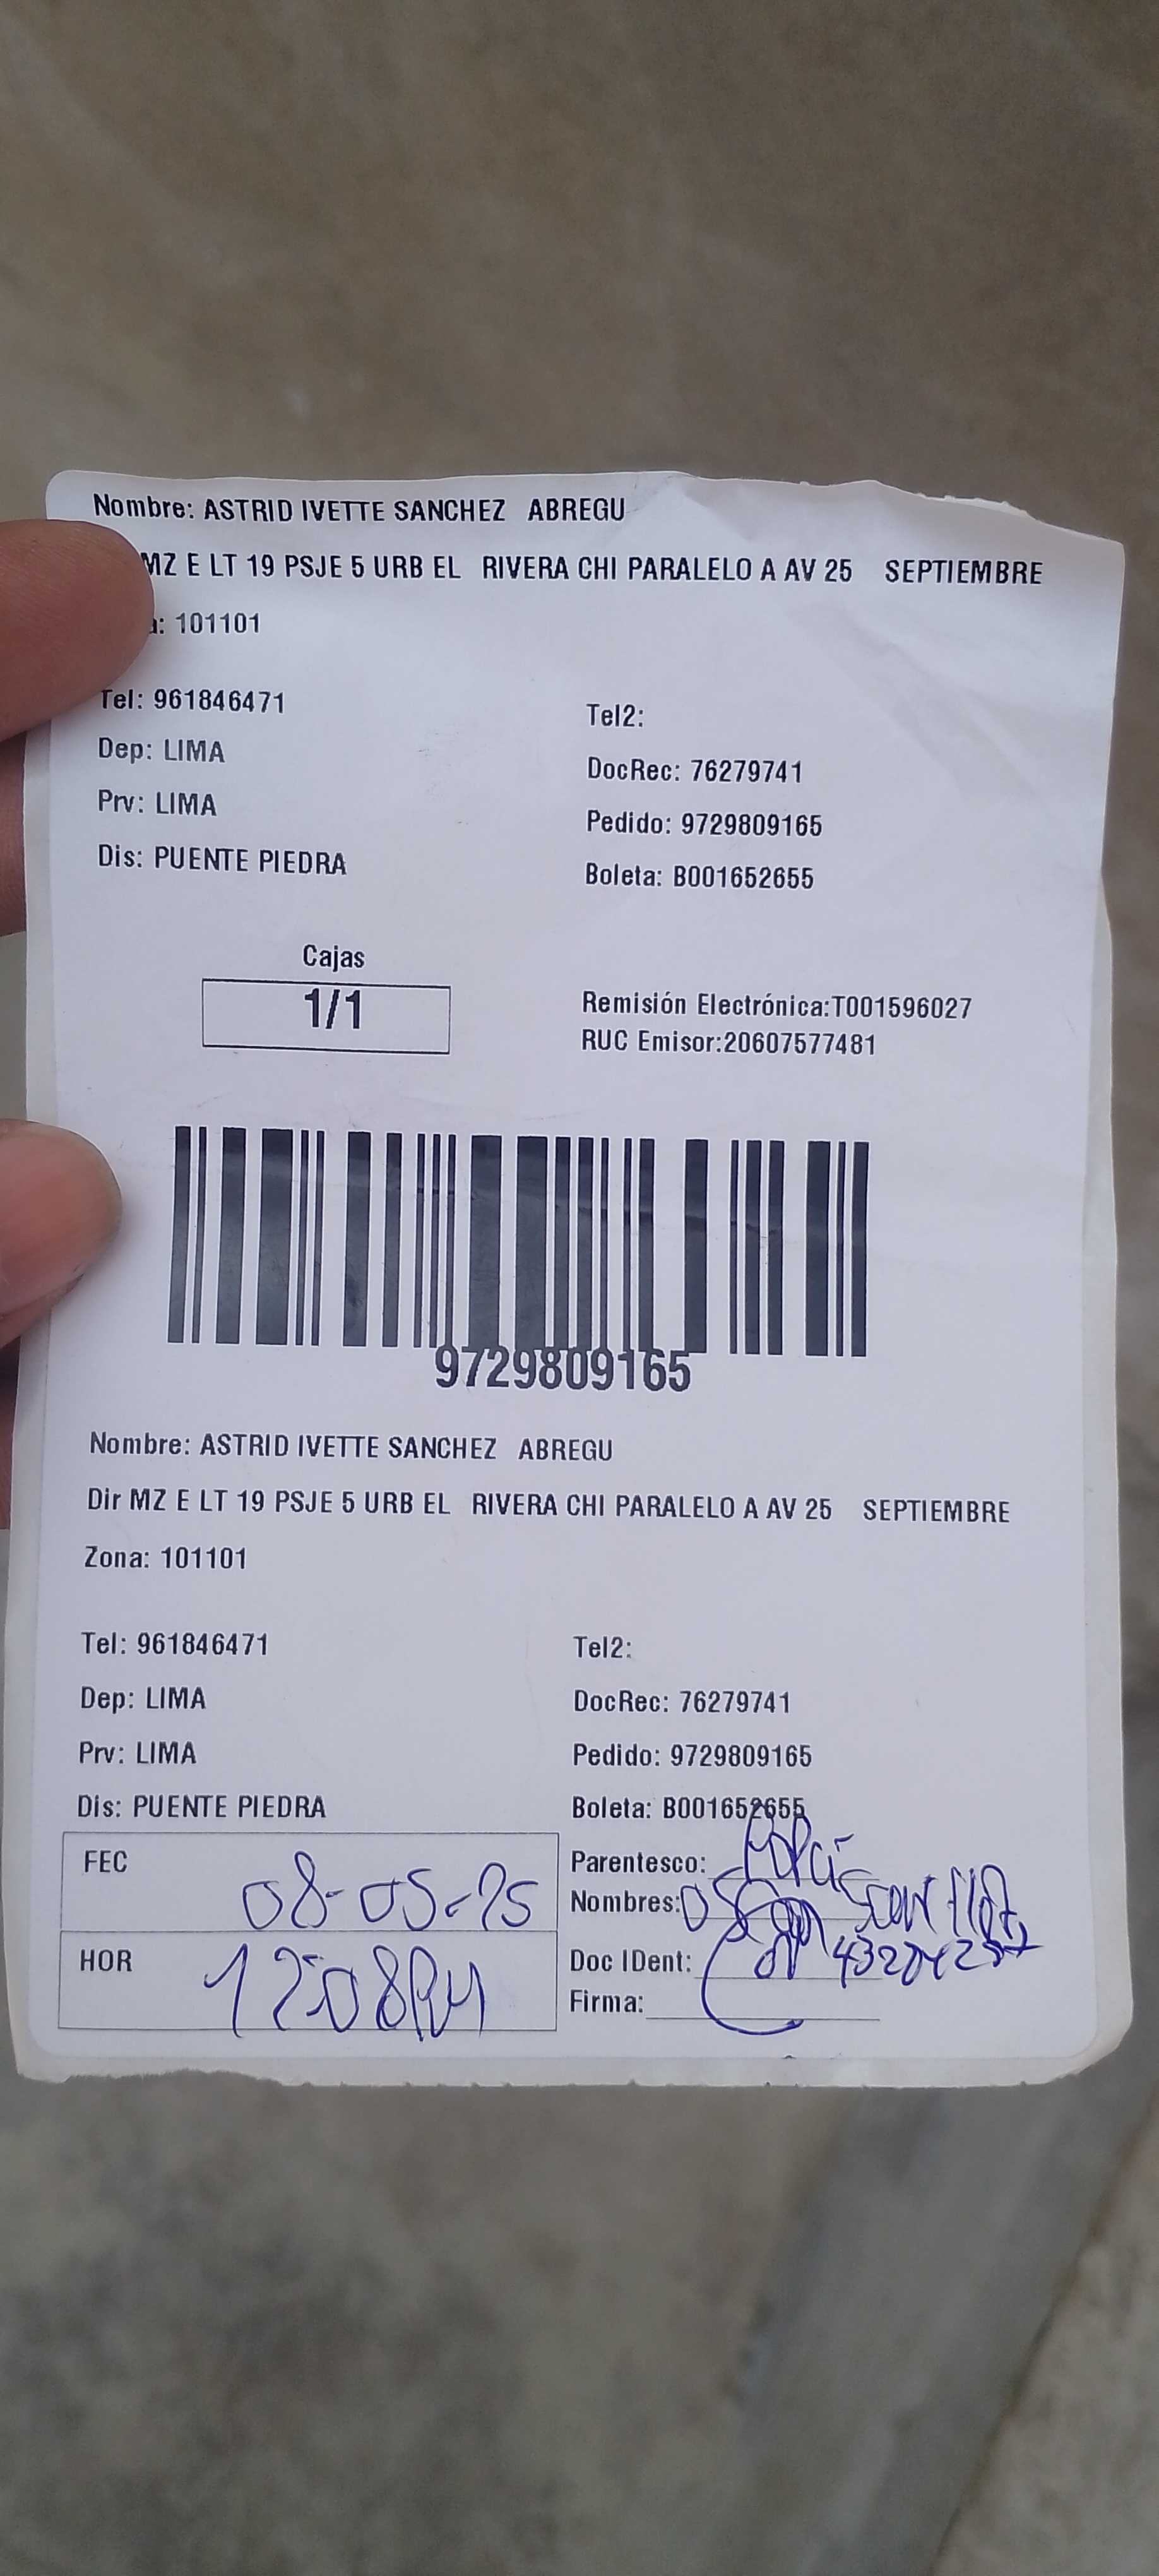 Nombre: ASTRID IVETTE SANCHEZ ABREGU
MZ E LT 19 PSJE 5 URB EL RIVERA CHI PARALELO A AV 25 SEPTIEMBRE
a: 101101
Tel: 961846471
Tel2:
Dep: LIMA
DocRec: 76279741
Prv: LIMA
Pedido: 9729809165
Dis: PUENTE PIEDRA
Boleta: B001652655
Cajas
1/1
Remisión Electrónica:T001596027
RUC Emisor:20607577481
9729809165
Nombre: ASTRID IVETTE SANCHEZ ABREGU
Dir MZ E LT 19 PSJE 5 URB EL RIVERA CHI PARALELO A AV 25 SEPTIEMBRE
Zona: 101101
Tel: 961846471
Tel2:
Dep: LIMA
DocRec: 76279741
Prv: LIMA
Pedido: 9729809165
Dis: PUENTE PIEDRA
Boleta: B001652655
FEC 08-05-25
Parentesco:
Nombres:
HOR 12:08PM
Doc IDent:
Firma: